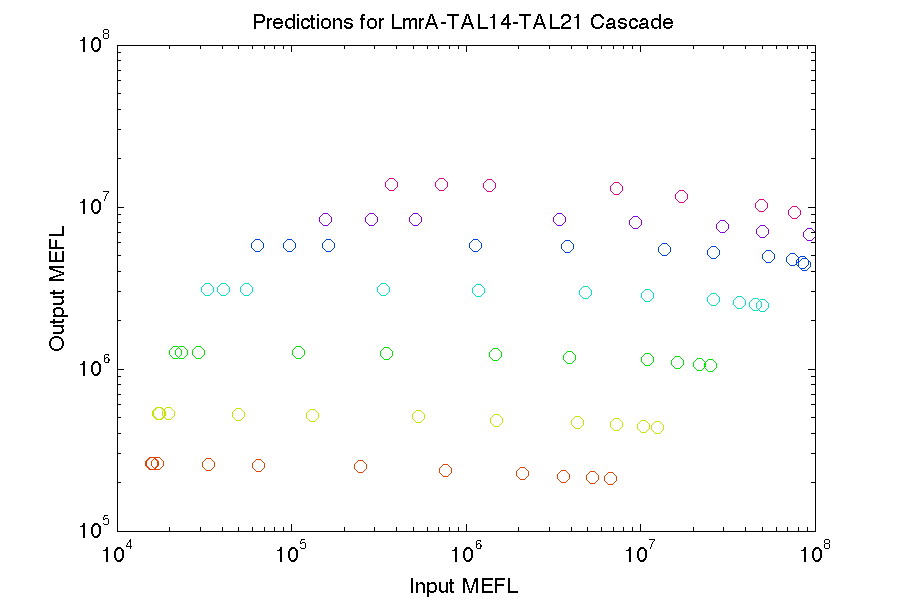 Predictions for LmrA-TAL14-TAL21 Cascade
10^8
10^7
10^6
10^5
Output MEFL
10^4 10^5 10^6 10^7 10^8
Input MEFL